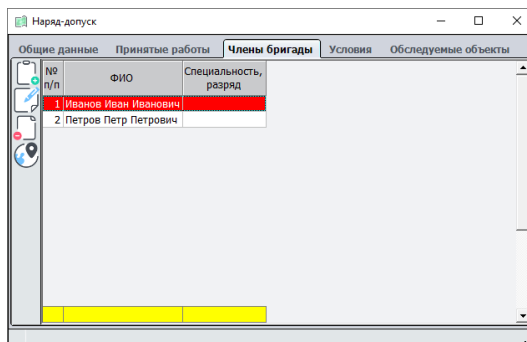 Наряд-допуск
Общие данные Принятые работы Члены бригады Условия Обследуемые объекты
№ п/п ФИО Специальность, разряд
1 Иванов Иван Иванович
2 Петров Петр Петрович